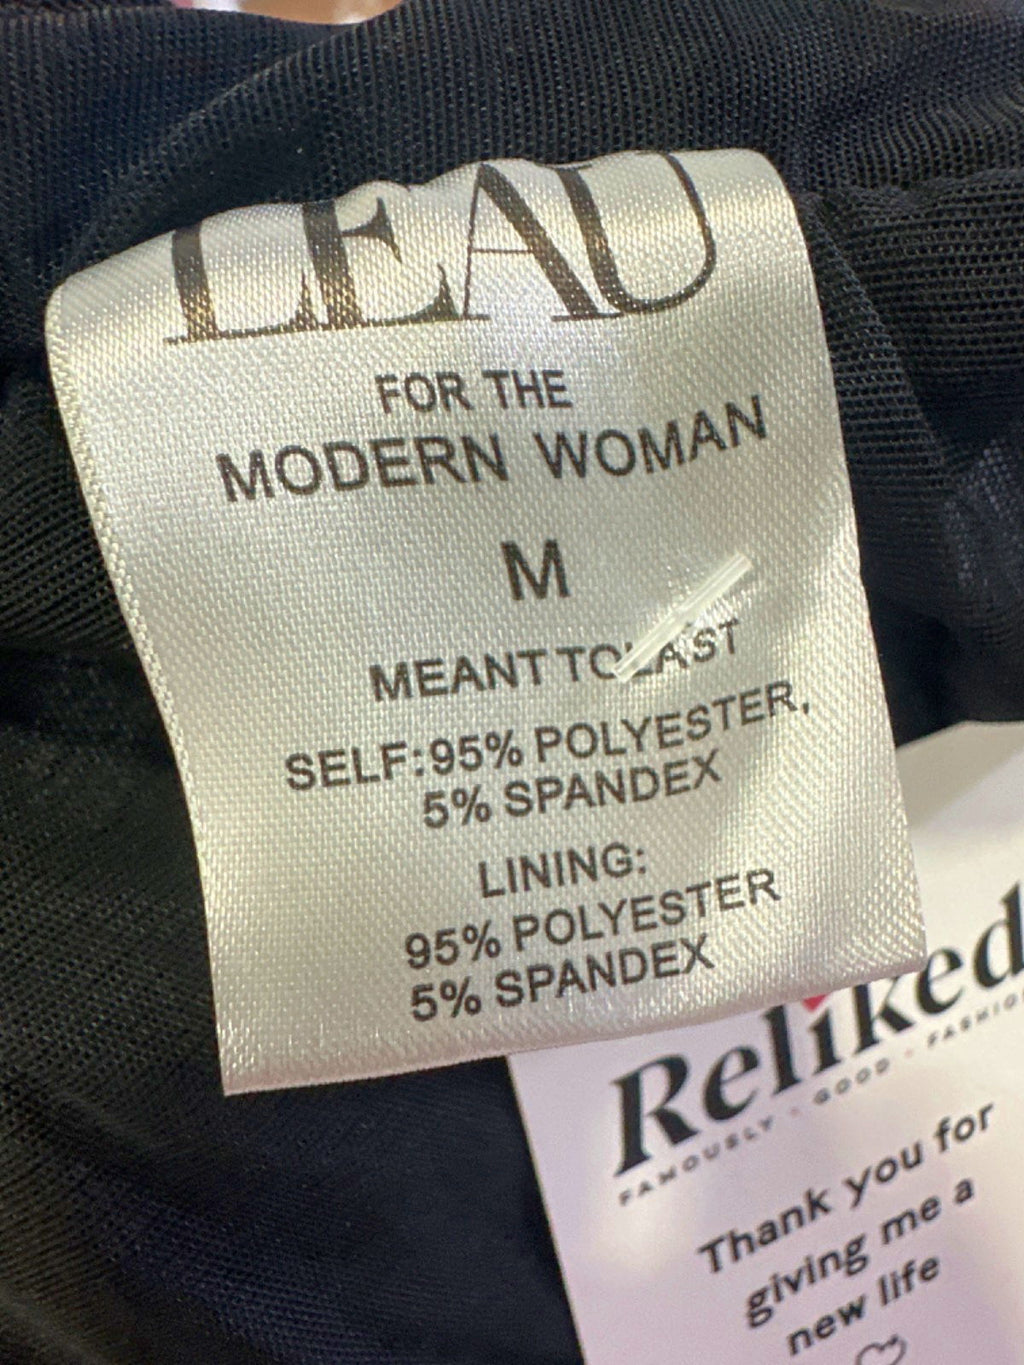 LEAU
FOR THE
MODERN WOMAN
M
MEANT TO LAST
SELF:95% POLYESTER,
5% SPANDEX
LINING:
95% POLYESTER
5% SPANDEX
Reliked
FAMOUSLY · GOOD · FASHIO
Thank you for
giving me a
new life